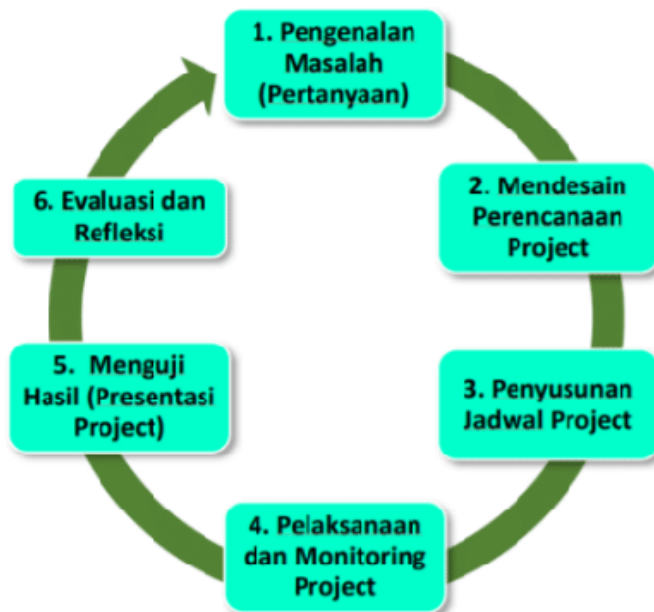 1. Pengenalan
Masalah
(Pertanyaan)
2. Mendesain
Perencanaan
Project
3. Penyusunan
Jadwal Project
4. Pelaksanaan
dan Monitoring
Project
5. Menguji
Hasil (Presentasi
Project)
6. Evaluasi dan
Refleksi